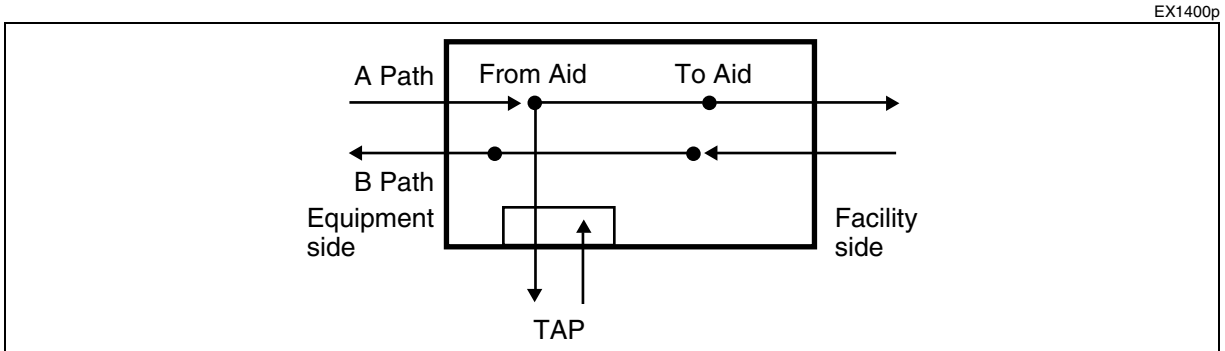 EX1400p
From Aid
To Aid
A Path
B Path
Equipment
side
Facility
side
TAP